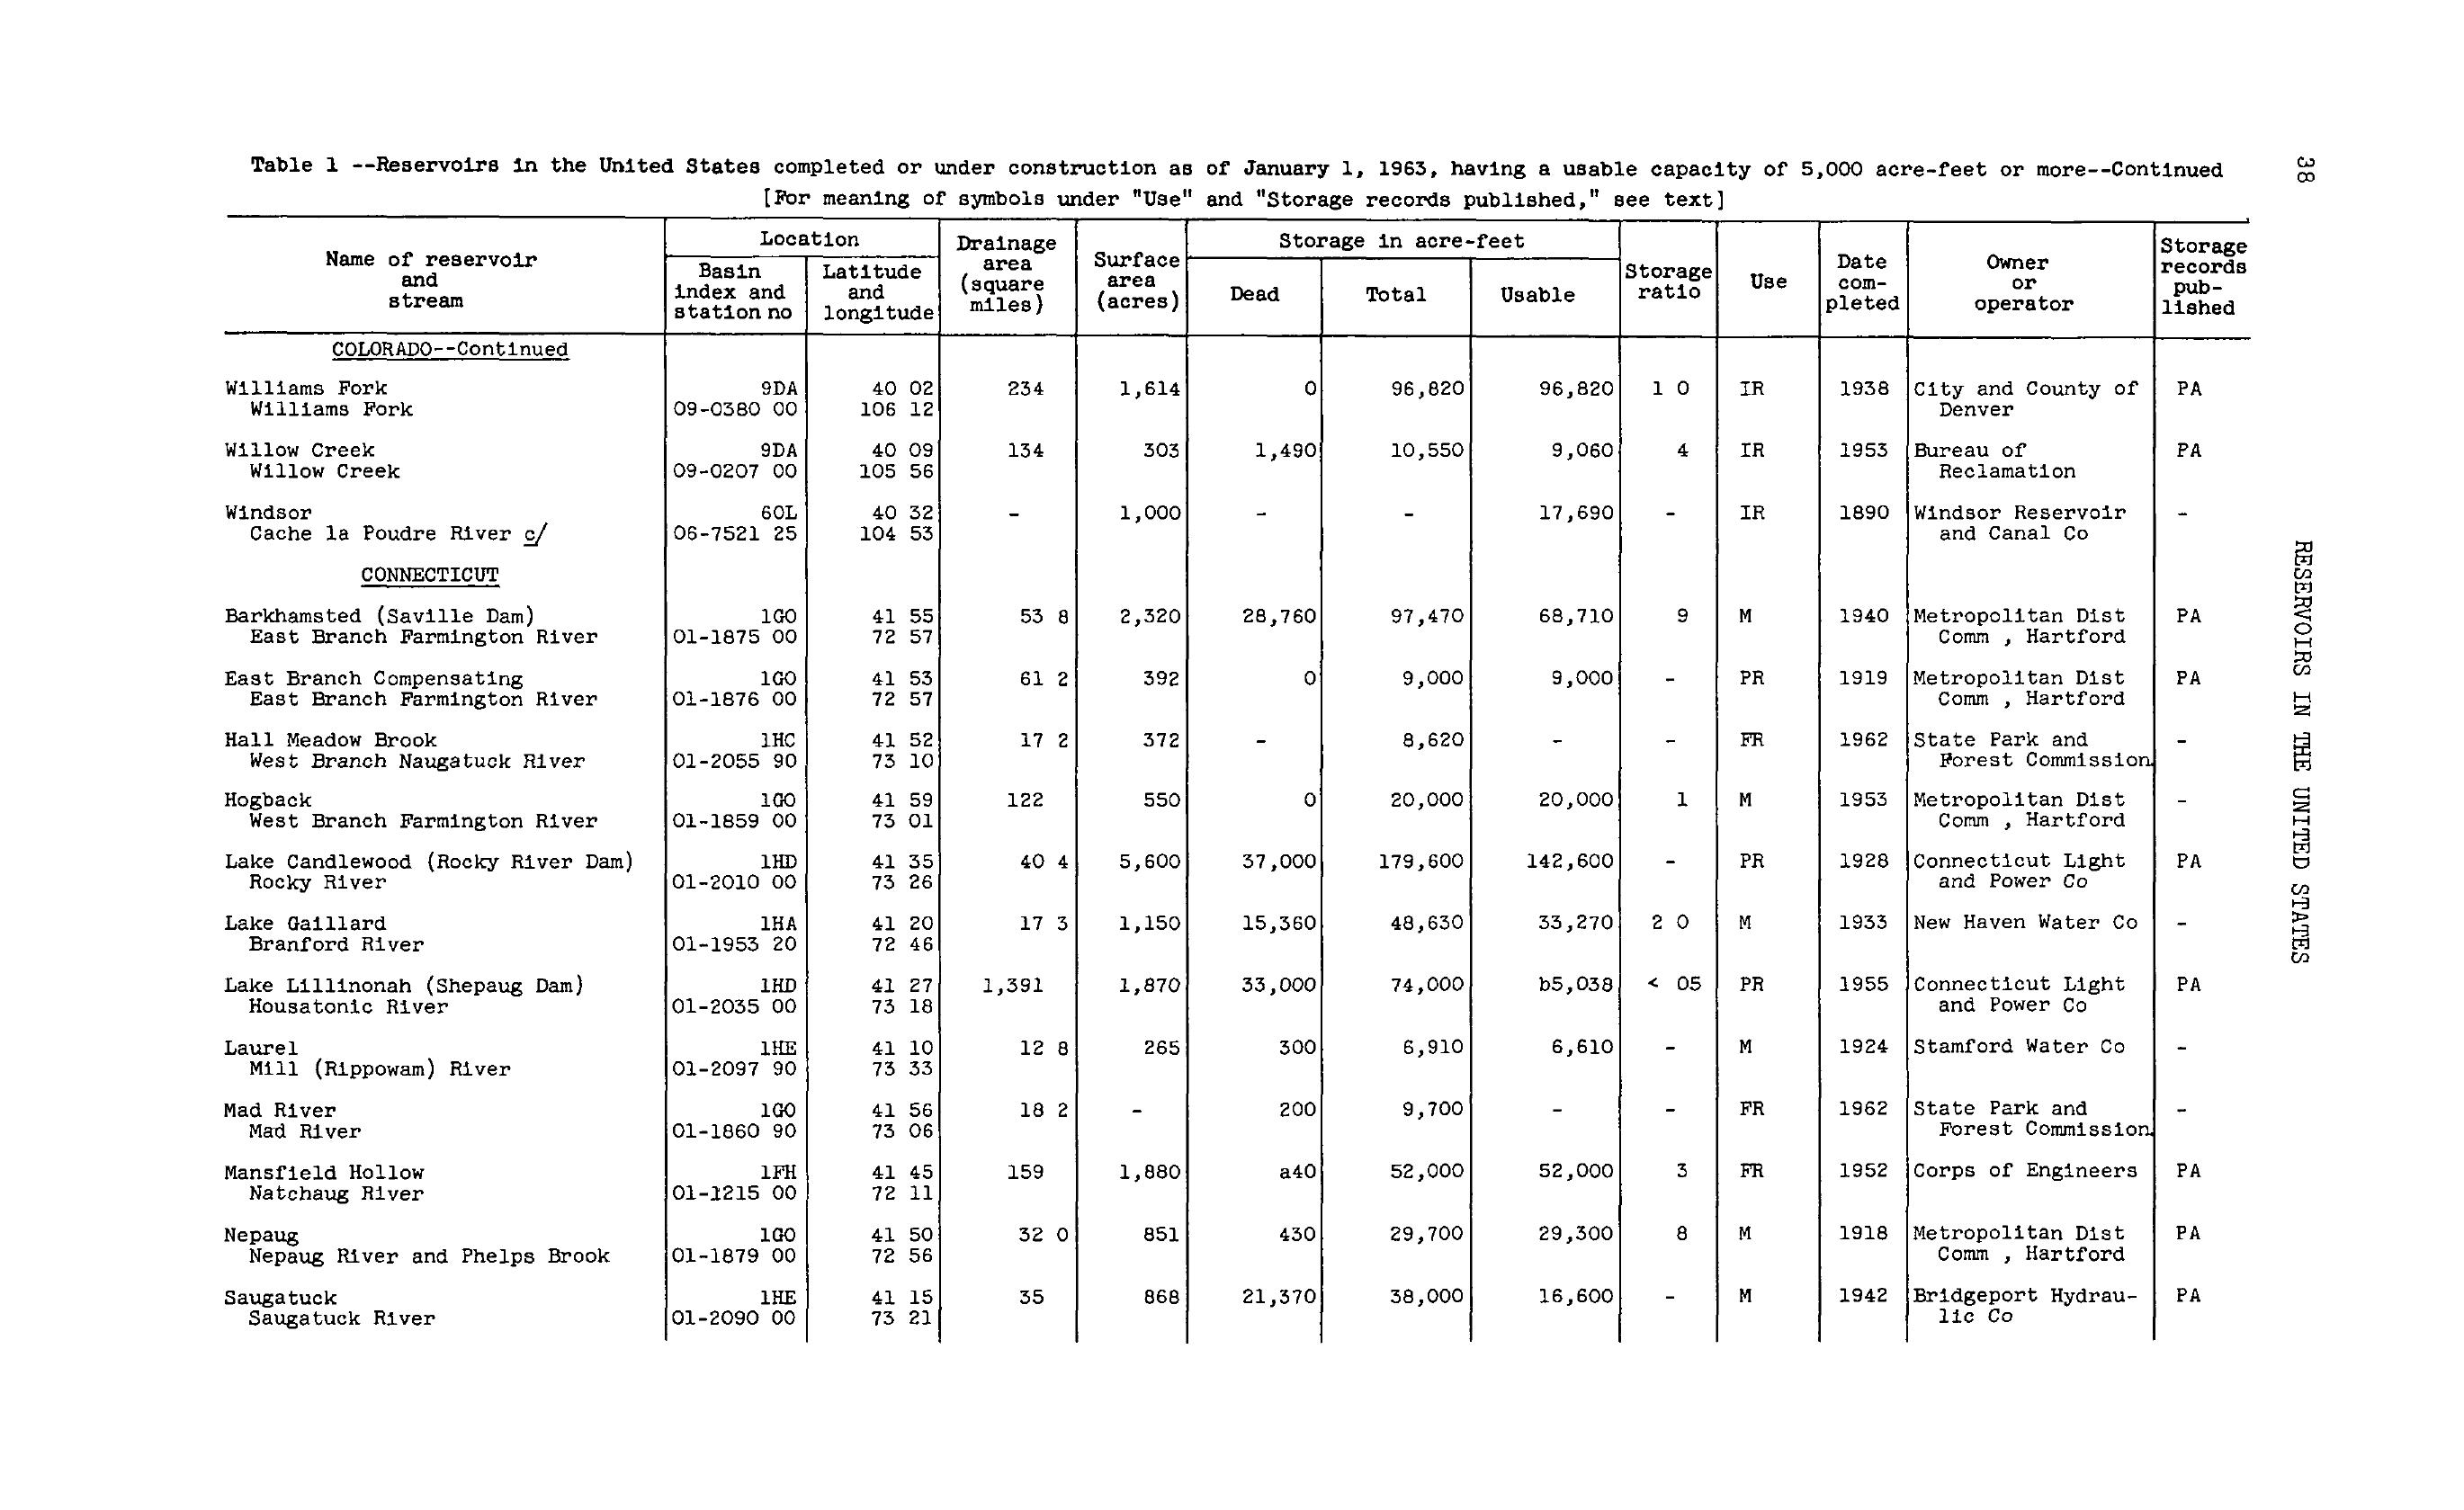 38
RESERVOIRS IN THE UNITED STATES
Table 1 --Reservoirs in the United States completed or under construction as of January 1, 1963, having a usable capacity of 5,000 acre-feet or more--Continued
[For meaning of symbols under "Use" and "Storage records published," see text]
Name of reservoir and stream | Location | Drainage area (square miles) | Surface area (acres) | Storage in acre-feet | Storage ratio | Use | Date com- pleted | Owner or operator | Storage records pub- lished
Basin index and station no | Latitude and longitude | Dead | Total | Usable
COLORADO--Continued
Williams Fork 9DA 40 02 234 1,614 0 96,820 96,820 1 0 IR 1938 City and County of PA
Williams Fork 09-0380 00 106 12 Denver
Willow Creek 9DA 40 09 134 303 1,490 10,550 9,060 4 IR 1953 Bureau of PA
Willow Creek 09-0207 00 105 56 Reclamation
Windsor 60L 40 32 - 1,000 - - 17,690 - IR 1890 Windsor Reservoir -
Cache la Poudre River c/ 06-7521 25 104 53 and Canal Co
CONNECTICUT
Barkhamsted (Saville Dam) 1GO 41 55 53 8 2,320 28,760 97,470 68,710 9 M 1940 Metropolitan Dist PA
East Branch Farmington River 01-1875 00 72 57 Comm , Hartford
East Branch Compensating 1GO 41 53 61 2 392 0 9,000 9,000 - PR 1919 Metropolitan Dist PA
East Branch Farmington River 01-1876 00 72 57 Comm , Hartford
Hall Meadow Brook 1HC 41 52 17 2 372 - 8,620 - - FR 1962 State Park and -
West Branch Naugatuck River 01-2055 90 73 10 Forest Commission.
Hogback 1GO 41 59 122 550 0 20,000 20,000 1 M 1953 Metropolitan Dist -
West Branch Farmington River 01-1859 00 73 01 Comm , Hartford
Lake Candlewood (Rocky River Dam) 1HD 41 35 40 4 5,600 37,000 179,600 142,600 - PR 1928 Connecticut Light PA
Rocky River 01-2010 00 73 26 and Power Co
Lake Gaillard 1HA 41 20 17 3 1,150 15,360 48,630 33,270 2 0 M 1933 New Haven Water Co -
Branford River 01-1953 20 72 46
Lake Lillinonah (Shepaug Dam) 1HD 41 27 1,391 1,870 33,000 74,000 b5,038 < 05 PR 1955 Connecticut Light PA
Housatonic River 01-2035 00 73 18 and Power Co
Laurel 1HE 41 10 12 8 265 300 6,910 6,610 - M 1924 Stamford Water Co -
Mill (Rippowam) River 01-2097 90 73 33
Mad River 1GO 41 56 18 2 - 200 9,700 - - FR 1962 State Park and -
Mad River 01-1860 90 73 06 Forest Commission.
Mansfield Hollow 1FH 41 45 159 1,880 a40 52,000 52,000 3 FR 1952 Corps of Engineers PA
Natchaug River 01-1215 00 72 11
Nepaug 1GO 41 50 32 0 851 430 29,700 29,300 8 M 1918 Metropolitan Dist PA
Nepaug River and Phelps Brook 01-1879 00 72 56 Comm , Hartford
Saugatuck 1HE 41 15 35 868 21,370 38,000 16,600 - M 1942 Bridgeport Hydrau- PA
Saugatuck River 01-2090 00 73 21 lic Co